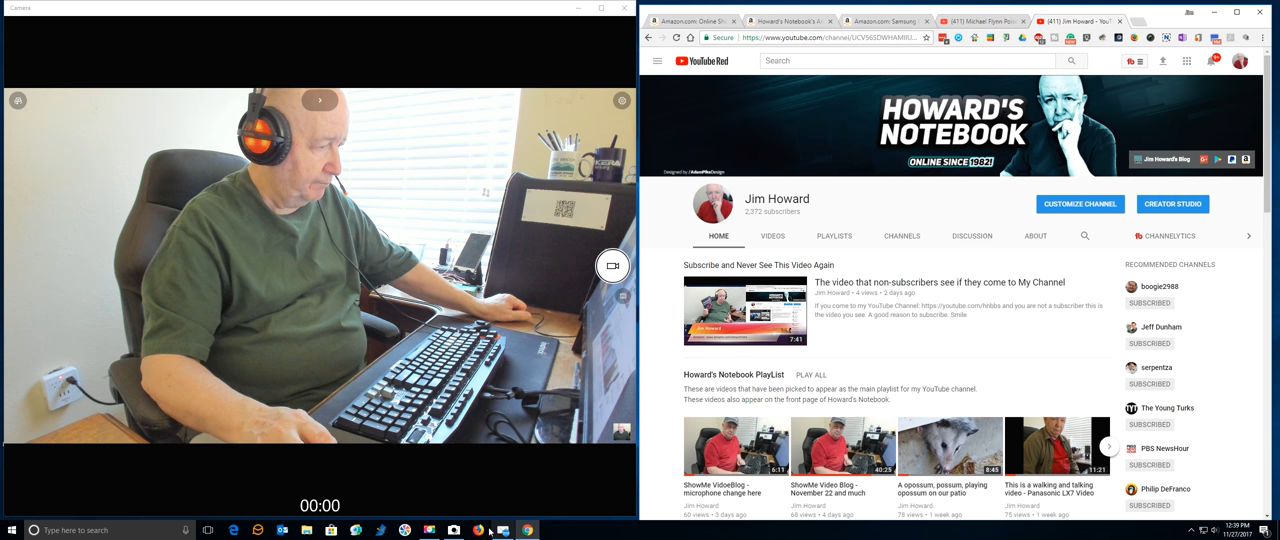 Camera
KERA
00:00
Amazon.com: Online Sh
Howard's Notebook's A
Amazon.com: Samsung
(411) Michael Flynn Poi
(411) Jim Howard - YouT
Secure
https://www.youtube.com/channel/UCV56SDWHAMIIU...
YouTube Red
Search
9+
HOWARD'S
NOTEBOOK
ONLINE SINCE 1982!
Jim Howard's Blog
Designed by /AdamPlteDesign
Jim Howard
2,372 subscribers
CUSTOMIZE CHANNEL
CREATOR STUDIO
HOME VIDEOS PLAYLISTS CHANNELS DISCUSSION ABOUT CHANNELYTICS
Subscribe and Never See This Video Again
The video that non-subscribers see if they come to My Channel
Jim Howard • 4 views • 2 days ago
If you come to my YouTube Channel: https://youtube.com/hnbbs and you are not a subscriber this is
the video you see. A good reason to subscribe. Smile
Jim Howard
7:41
Howard's Notebook PlayList PLAY ALL
These are videos that have been picked to appear as the main playlist for my YouTube channel.
These videos also appear on the front page of Howard's Notebook.
6:11
40:25
8:45
11:21
ShowMe VidoeBlog -
microphone change here
Jim Howard
60 views • 3 days ago
ShowMe Video Blog -
November 22 and much
Jim Howard
68 views • 4 days ago
A opossum, possum, playing
opossum on our patio
Jim Howard
78 views • 1 week ago
This is a walking and talking
video - Panasonic LX7 Video
Jim Howard
75 views • 1 week ago
RECOMMENDED CHANNELS
boogie2988
SUBSCRIBED
Jeff Dunham
SUBSCRIBED
serpentza
SUBSCRIBED
The Young Turks
SUBSCRIBED
PBS NewsHour
SUBSCRIBED
Philip DeFranco
SUBSCRIBED
Type here to search
12:39 PM
11/27/2017